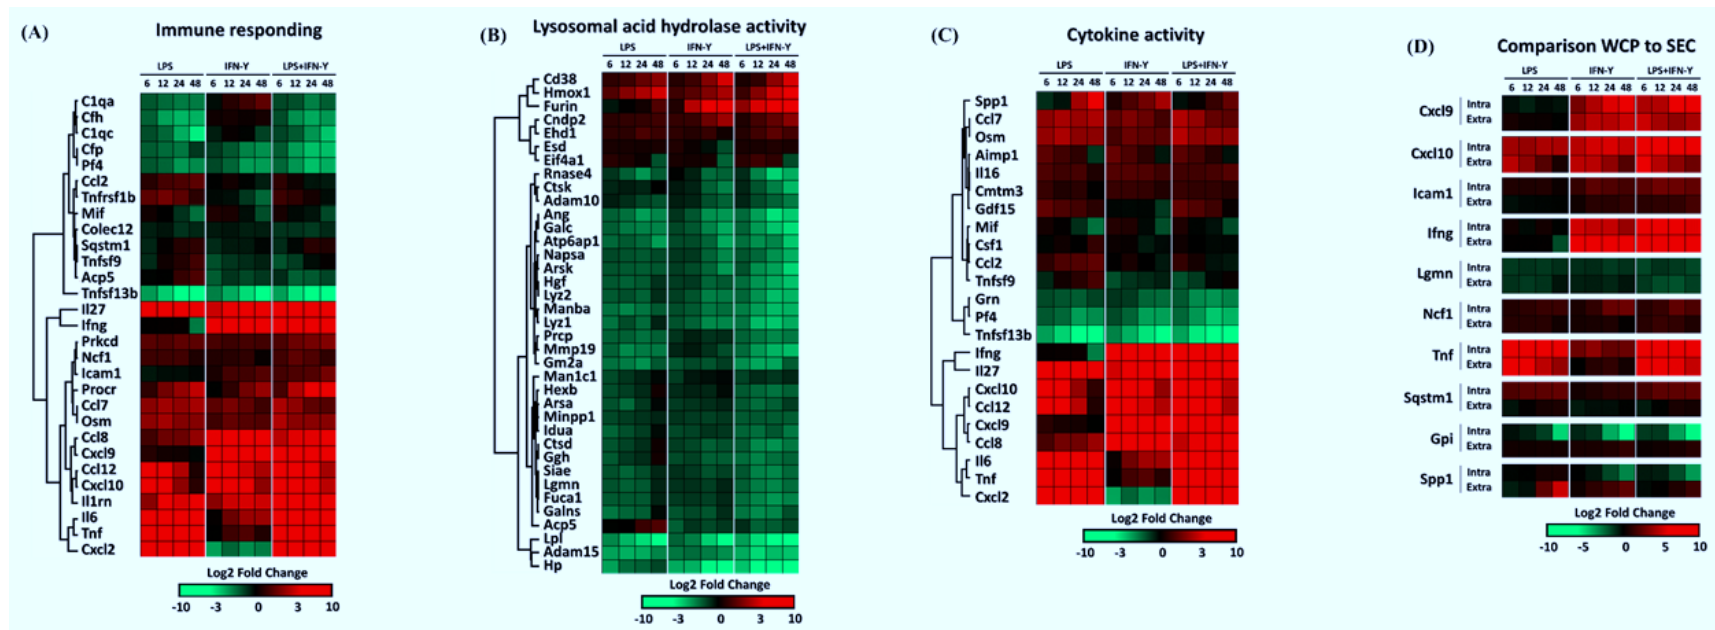 (A)
Immune responding
LPS IFN-Y LPS+IFN-Y
6 12 24 48 6 12 24 48 6 12 24 48
C1qa
Cfh
C1qc
Cfp
Pf4
Ccl2
Tnfrsf1b
Mif
Colec12
Sqstm1
Tnfsf9
Acp5
Tnfsf13b
Il27
Ifng
Prkcd
Ncf1
Icam1
Procr
Ccl7
Osm
Ccl8
Cxcl9
Ccl12
Cxcl10
Il1rn
Il6
Tnf
Cxcl2
Log2 Fold Change
-10 -3 0 3 10
(B)
Lysosomal acid hydrolase activity
LPS IFN-Y LPS+IFN-Y
6 12 24 48 6 12 24 48 6 12 24 48
Cd38
Hmox1
Furin
Cndp2
Ehd1
Esd
Eif4a1
Rnase4
Ctsk
Adam10
Ang
Galc
Atp6ap1
Napsa
Arsk
Hgf
Lyz2
Manba
Lyz1
Prcp
Mmp19
Gm2a
Man1c1
Hexb
Arsa
Minpp1
Idua
Ctsd
Ggh
Siae
Lgmn
Fuca1
Galns
Acp5
Lpl
Adam15
Hp
Log2 Fold Change
-10 -3 0 3 10
(C)
Cytokine activity
LPS IFN-Y LPS+IFN-Y
6 12 24 48 6 12 24 48 6 12 24 48
Spp1
Ccl7
Osm
Aimp1
Il16
Cmtm3
Gdf15
Mif
Csf1
Ccl2
Tnfsf9
Grn
Pf4
Tnfsf13b
Ifng
Il27
Cxcl10
Ccl12
Cxcl9
Ccl8
Il6
Tnf
Cxcl2
Log2 Fold Change
-10 -3 0 3 10
(D)
Comparison WCP to SEC
LPS IFN-Y LPS+IFN-Y
6 12 24 48 6 12 24 48 6 12 24 48
Cxcl9 Intra
Extra
Cxcl10 Intra
Extra
Icam1 Intra
Extra
Ifng Intra
Extra
Lgmn Intra
Extra
Ncf1 Intra
Extra
Tnf Intra
Extra
Sqstm1 Intra
Extra
Gpi Intra
Extra
Spp1 Intra
Extra
Log2 Fold Change
-10 -5 0 5 10